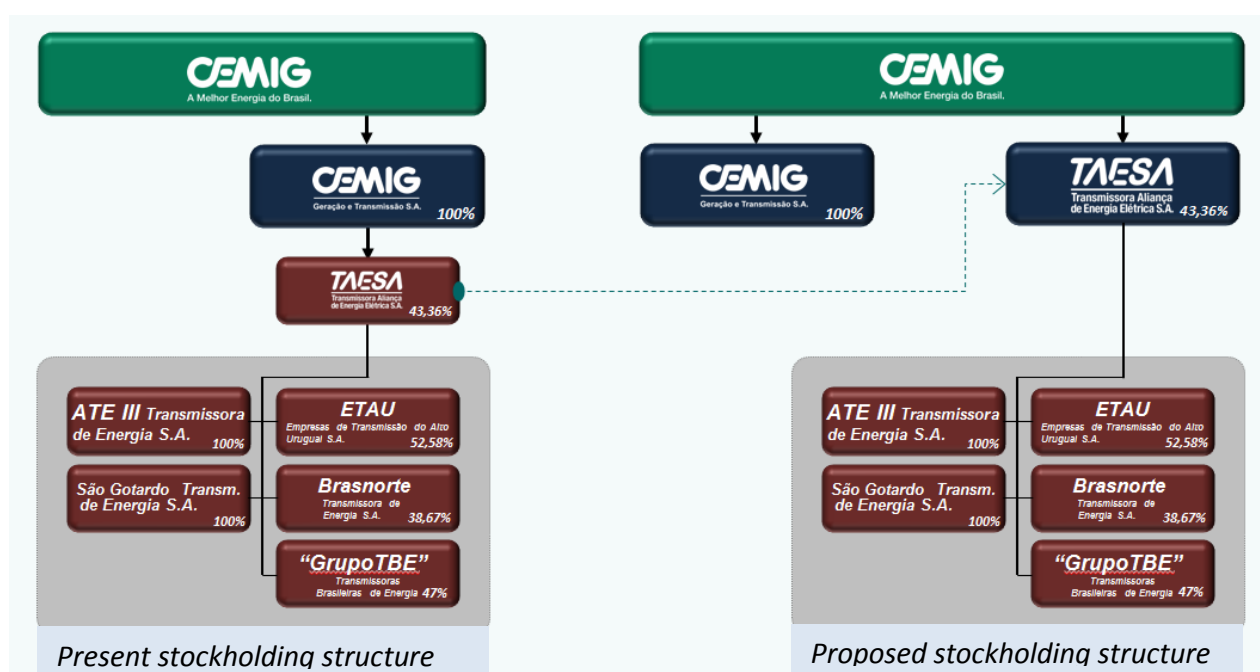 CEMIG
A Melhor Energia do Brasil.
CEMIG
Geração e Transmissão S.A.
100%
TAESA
Transmissora Aliança
de Energia Elétrica S.A.
43,36%
ATE III Transmissora
de Energia S.A.
100%
ETAU
Empresas de Transmissão do Alto
Urugual S.A.
52,58%
São Gotardo Transm.
de Energia S.A.
100%
Brasnorte
Transmissora de
Energia S.A.
38,67%
“GrupoTBE”
Transmissoras
Brasileiras de Energia 47%
Present stockholding structure
CEMIG
A Melhor Energia do Brasil.
CEMIG
Geração e Transmissão S.A.
100%
TAESA
Transmissora Aliança
de Energia Elétrica S.A. 43,36%
ATE III Transmissora
de Energia S.A.
100%
ETAU
Empresas de Transmissão do Alto
Urugual S.A.
52,58%
São Gotardo Transm.
de Energia S.A.
100%
Brasnorte
Transmissora de
Energia S.A.
38,67%
“GrupoTBE”
Transmissoras
Brasileiras de Energia 47%
Proposed stockholding structure